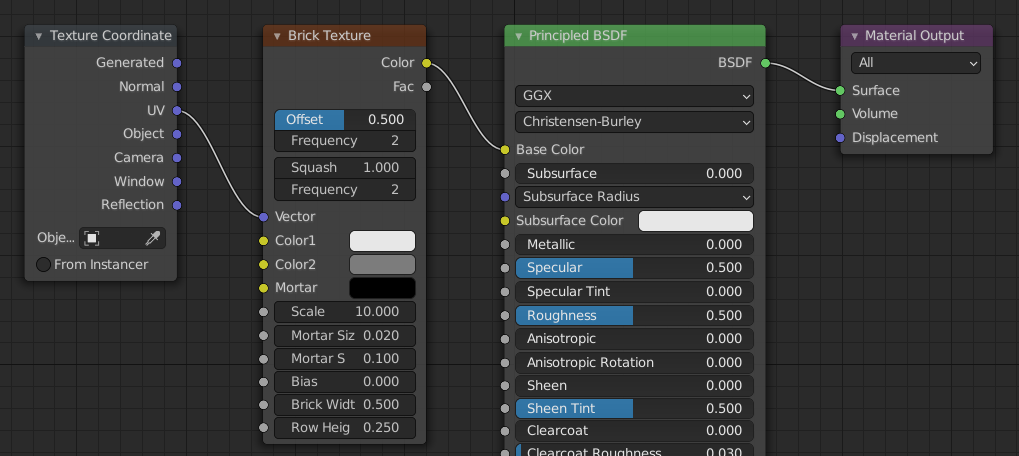 Texture Coordinate
Generated
Normal
UV
Object
Camera
Window
Reflection
Obje...
From Instancer
Brick Texture
Color
Fac
Offset 0.500
Frequency 2
Squash 1.000
Frequency 2
Vector
Color1
Color2
Mortar
Scale 10.000
Mortar Siz 0.020
Mortar S 0.100
Bias 0.000
Brick Widt 0.500
Row Heig 0.250
Principled BSDF
BSDF
GGX
Christensen-Burley
Base Color
Subsurface 0.000
Subsurface Radius
Subsurface Color
Metallic 0.000
Specular 0.500
Specular Tint 0.000
Roughness 0.500
Anisotropic 0.000
Anisotropic Rotation 0.000
Sheen 0.000
Sheen Tint 0.500
Clearcoat 0.000
Clearcoat Roughness 0.030
Material Output
All
Surface
Volume
Displacement